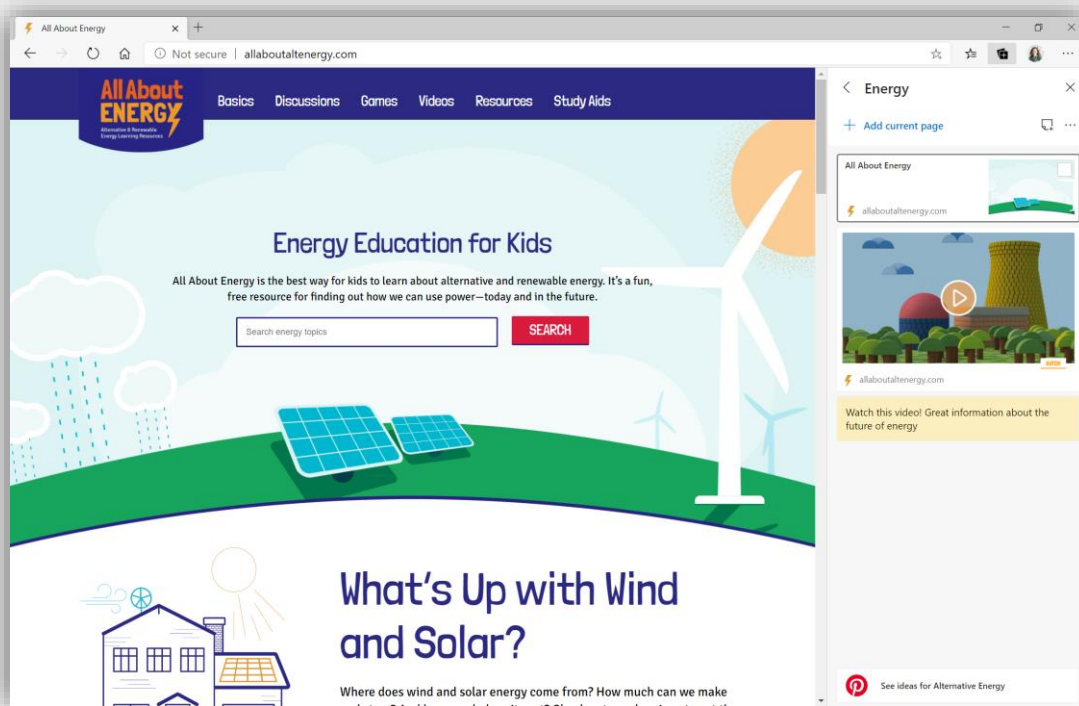 All About Energy
Not secure | allaboutaltenergy.com
All About
ENERGY
Alternative & Renewable
Energy Learning Resources
Basics Discussions Games Videos Resources Study Aids
Energy Education for Kids
All About Energy is the best way for kids to learn about alternative and renewable energy. It's a fun,
free resource for finding out how we can use power—today and in the future.
Search energy topics
SEARCH
What's Up with Wind
and Solar?
Where does wind and solar energy come from? How much can we make
Energy
Add current page
All About Energy
allaboutaltenergy.com
allaboutaltenergy.com
Watch this video! Great information about the
future of energy
See ideas for Alternative Energy